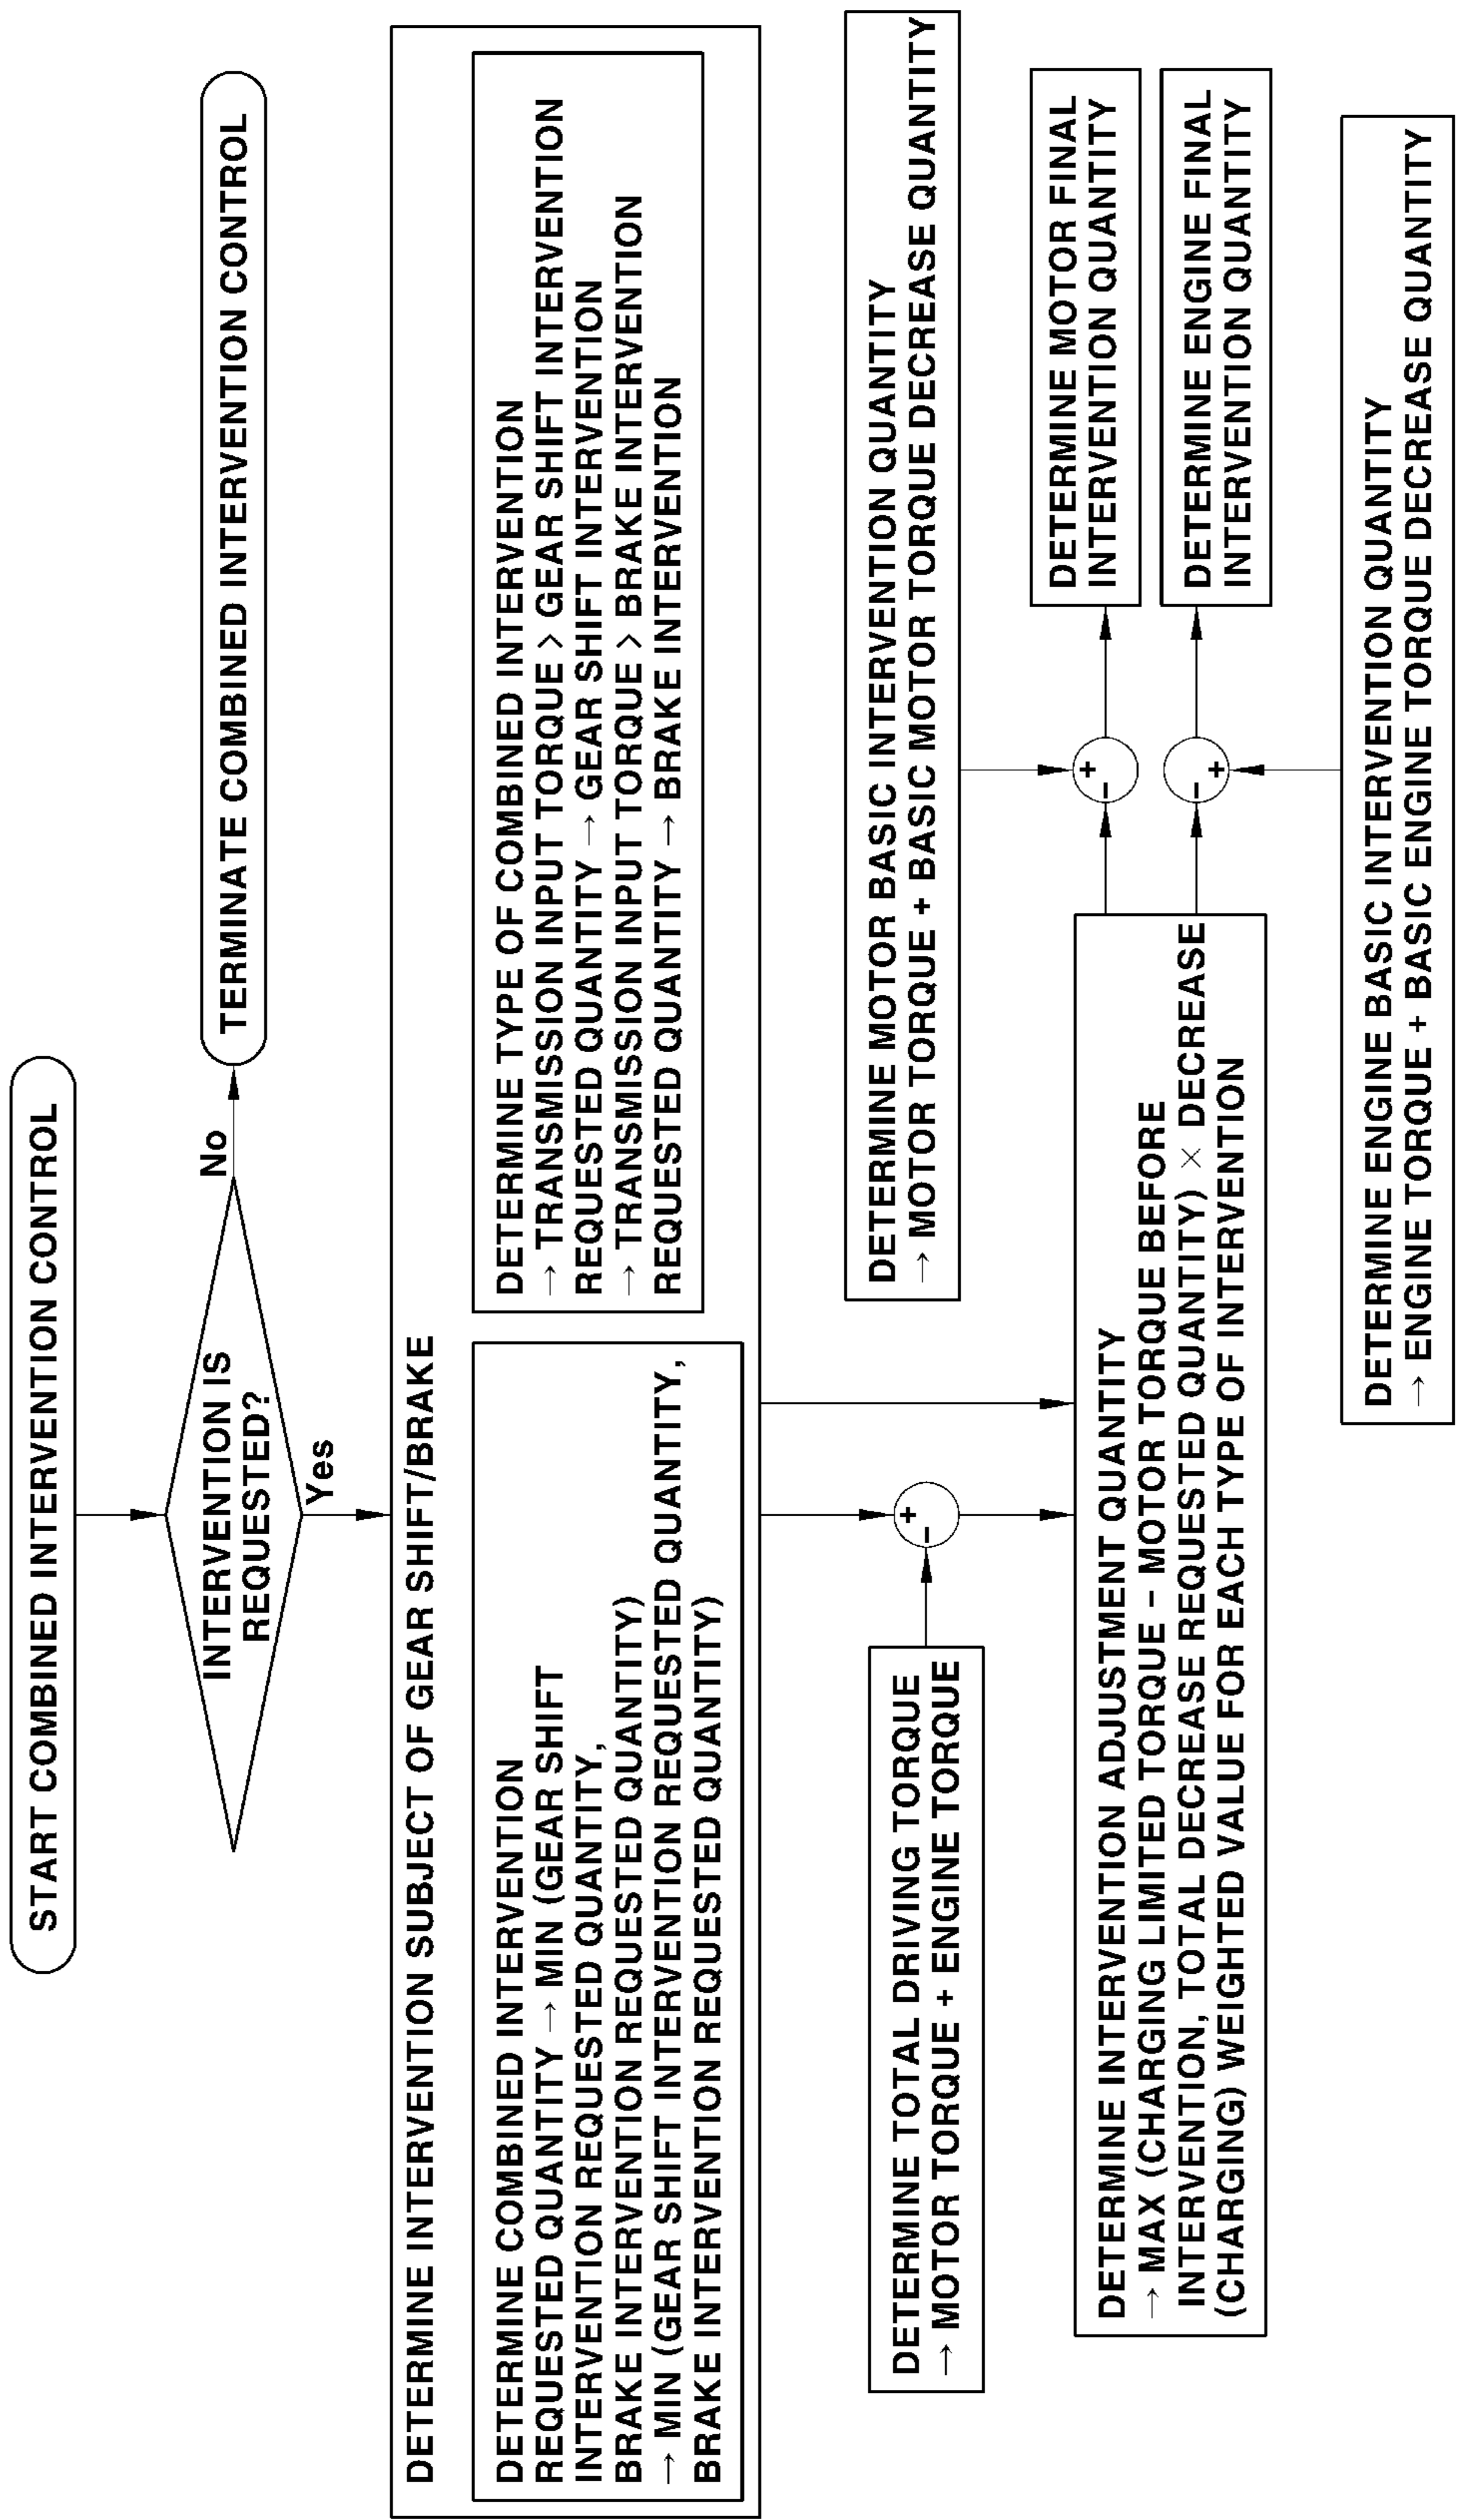 START COMBINED INTERVENTION CONTROL
INTERVENTION IS
REQUESTED?
No
TERMINATE COMBINED INTERVENTION CONTROL
Yes
DETERMINE INTERVENTION SUBJECT OF GEAR SHIFT/BRAKE
DETERMINE COMBINED INTERVENTION
REQUESTED QUANTITY → MIN (GEAR SHIFT
INTERVENTION REQUESTED QUANTITY,
BRAKE INTERVENTION REQUESTED QUANTITY)
→ MIN (GEAR SHIFT INTERVENTION REQUESTED QUANTITY,
BRAKE INTERVENTION REQUESTED QUANTITY)
DETERMINE TYPE OF COMBINED INTERVENTION
→ TRANSMISSION INPUT TORQUE > GEAR SHIFT INTERVENTION
REQUESTED QUANTITY → GEAR SHIFT INTERVENTION
→ TRANSMISSION INPUT TORQUE > BRAKE INTERVENTION
REQUESTED QUANTITY → BRAKE INTERVENTION
DETERMINE TOTAL DRIVING TORQUE
→ MOTOR TORQUE + ENGINE TORQUE
+
−
DETERMINE MOTOR BASIC INTERVENTION QUANTITY
→ MOTOR TORQUE + BASIC MOTOR TORQUE DECREASE QUANTITY
DETERMINE INTERVENTION ADJUSTMENT QUANTITY
→ MAX (CHARGING LIMITED TORQUE − MOTOR TORQUE BEFORE
INTERVENTION, TOTAL DECREASE REQUESTED QUANTITY) × DECREASE
(CHARGING) WEIGHTED VALUE FOR EACH TYPE OF INTERVENTION
+
−
DETERMINE MOTOR FINAL
INTERVENTION QUANTITY
−
+
DETERMINE ENGINE FINAL
INTERVENTION QUANTITY
DETERMINE ENGINE BASIC INTERVENTION QUANTITY
→ ENGINE TORQUE + BASIC ENGINE TORQUE DECREASE QUANTITY